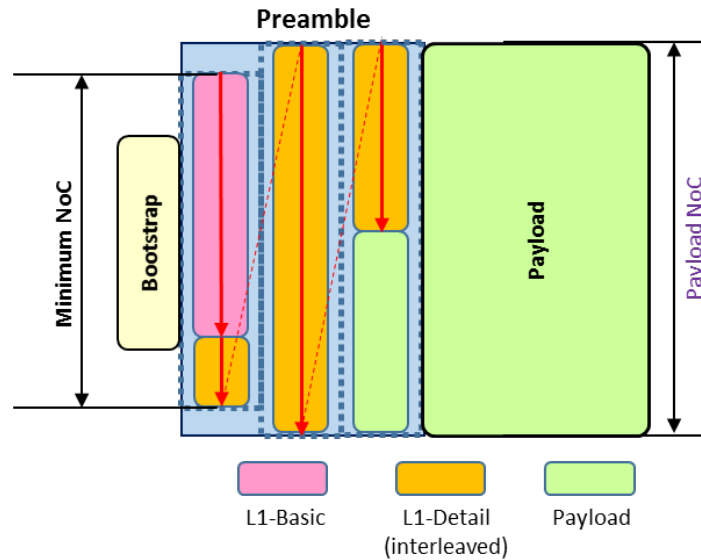 Preamble
Minimum NoC
Bootstrap
Payload
Payload NoC
L1-Basic
L1-Detail
(interleaved)
Payload